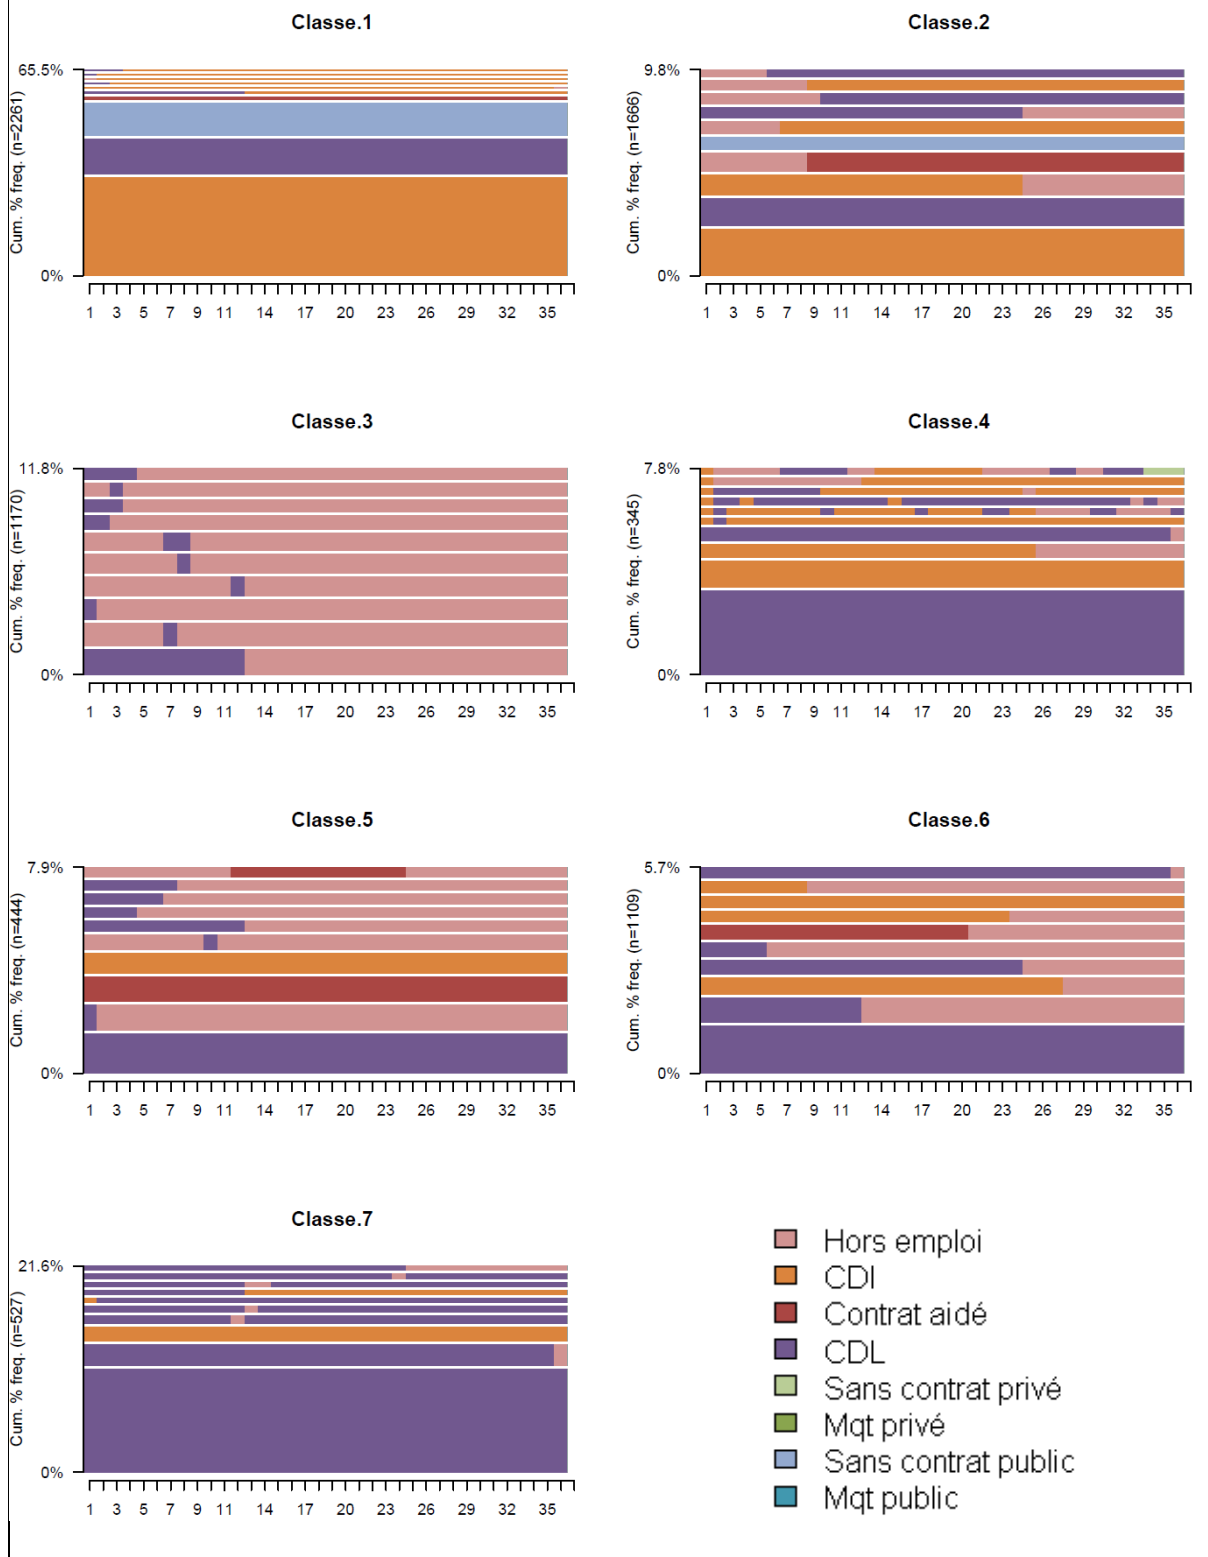 Classe.1
Classe.2
65.5%
0%
Cum. % freq. (n=2261)
1 3 5 7 9 11 14 17 20 23 26 29 32 35
9.8%
0%
Cum. % freq. (n=1666)
1 3 5 7 9 11 14 17 20 23 26 29 32 35
Classe.3
Classe.4
11.8%
0%
Cum. % freq. (n=1170)
1 3 5 7 9 11 14 17 20 23 26 29 32 35
7.8%
0%
Cum. % freq. (n=345)
1 3 5 7 9 11 14 17 20 23 26 29 32 35
Classe.5
Classe.6
7.9%
0%
Cum. % freq. (n=444)
1 3 5 7 9 11 14 17 20 23 26 29 32 35
5.7%
0%
Cum. % freq. (n=1109)
1 3 5 7 9 11 14 17 20 23 26 29 32 35
Classe.7
21.6%
0%
Cum. % freq. (n=527)
1 3 5 7 9 11 14 17 20 23 26 29 32 35
Hors emploi
CDI
Contrat aidé
CDL
Sans contrat privé
Mqt privé
Sans contrat public
Mqt public